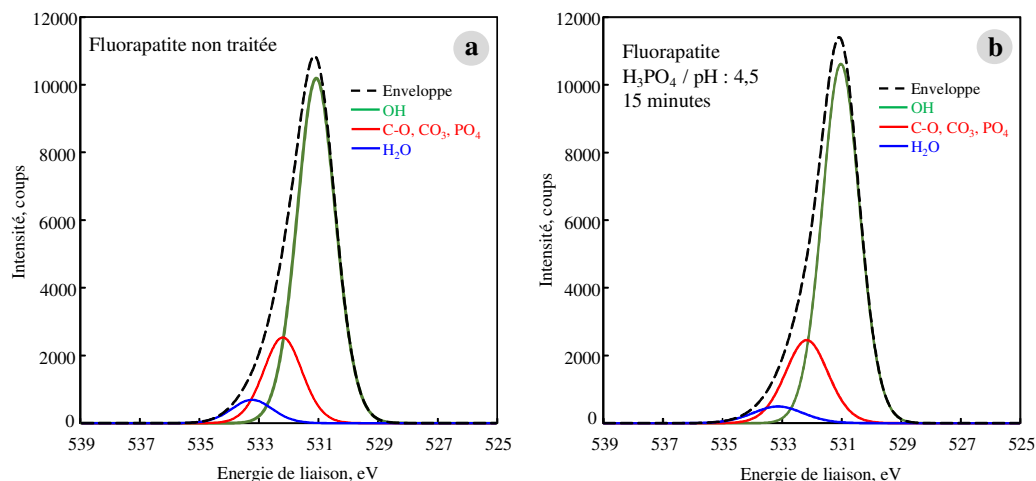 12000
10000
8000
6000
4000
2000
0
Intensité, coups
Fluorapatite non traitée
a
Enveloppe
OH
C-O, CO₃, PO₄
H₂O
539 537 535 533 531 529 527 525
Energie de liaison, eV
12000
10000
8000
6000
4000
2000
0
Intensité, coups
Fluorapatite
H₃PO₄ / pH : 4,5
15 minutes
b
Enveloppe
OH
C-O, CO₃, PO₄
H₂O
539 537 535 533 531 529 527 525
Energie de liaison, eV